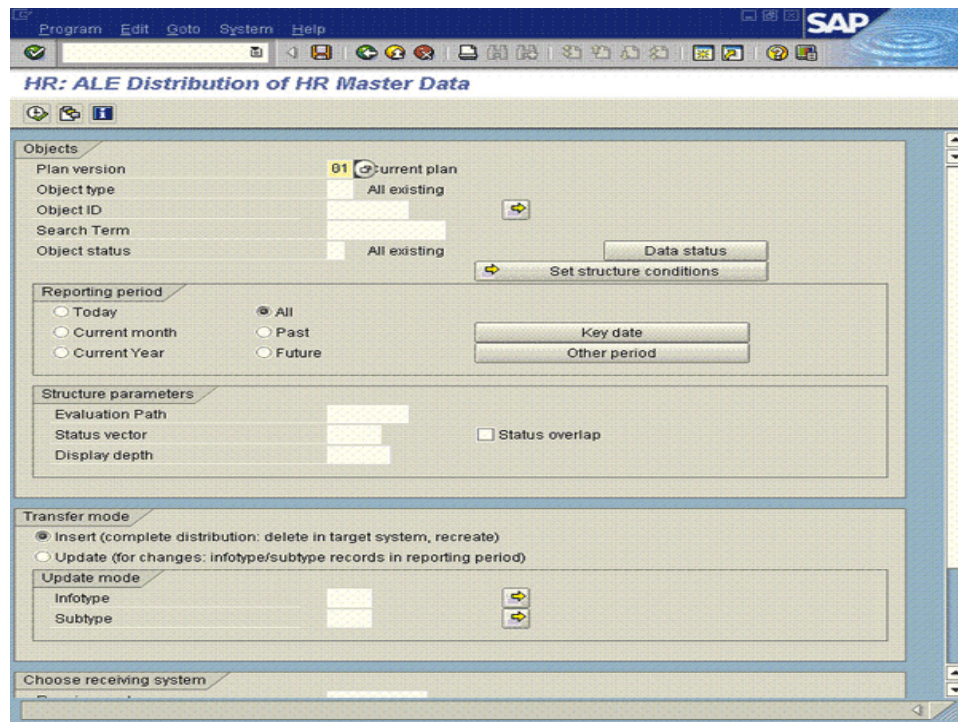 Program Edit Goto System Help
SAP
HR: ALE Distribution of HR Master Data
Objects
Plan version 01 Current plan
Object type All existing
Object ID
Search Term
Object status All existing Data status
Set structure conditions
Reporting period
Today All
Current month Past Key date
Current Year Future Other period
Structure parameters
Evaluation Path
Status vector Status overlap
Display depth
Transfer mode
Insert (complete distribution: delete in target system, recreate)
Update (for changes: infotype/subtype records in reporting period)
Update mode
Infotype
Subtype
Choose receiving system